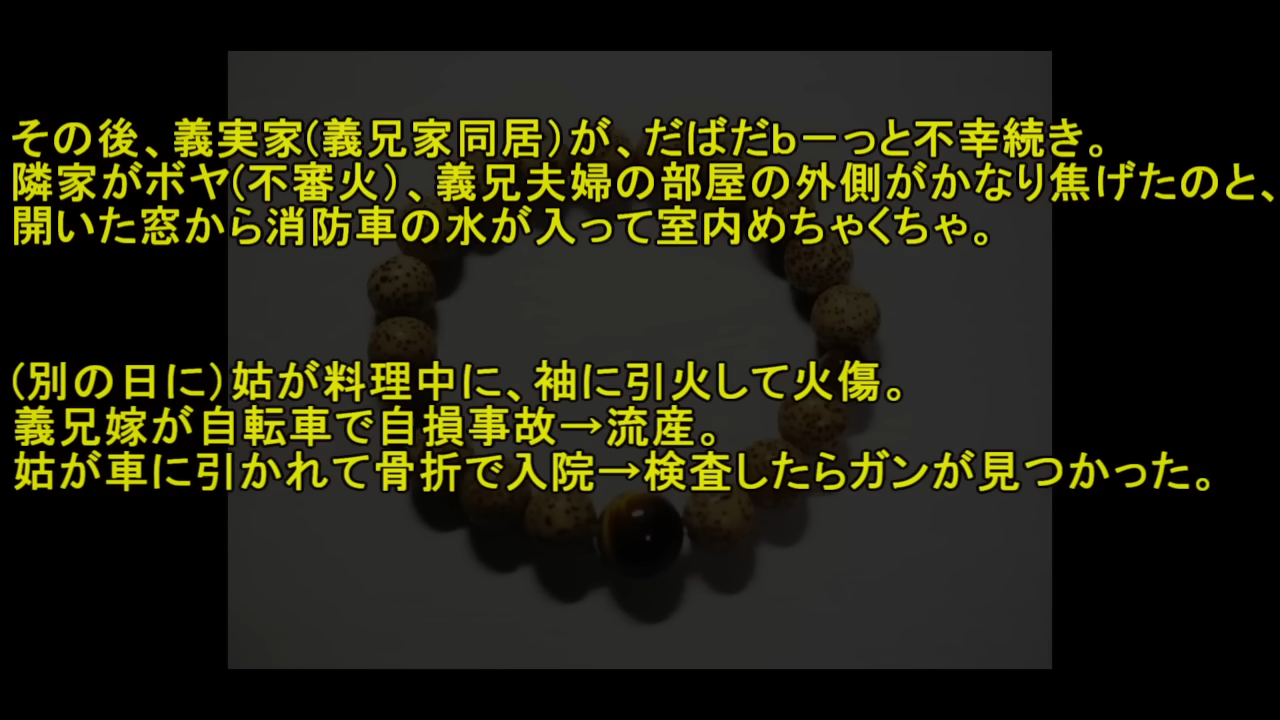 その後、義実家(義兄家同居)が、だばだｂーっと不幸続き。
隣家がボヤ(不審火)、義兄夫婦の部屋の外側がかなり焦げたのと、
開いた窓から消防車の水が入って室内めちゃくちゃ。
(別の日に)姑が料理中に、袖に引火して火傷。
義兄嫁が自転車で自損事故→流産。
姑が車に引かれて骨折で入院→検査したらガンが見つかった。